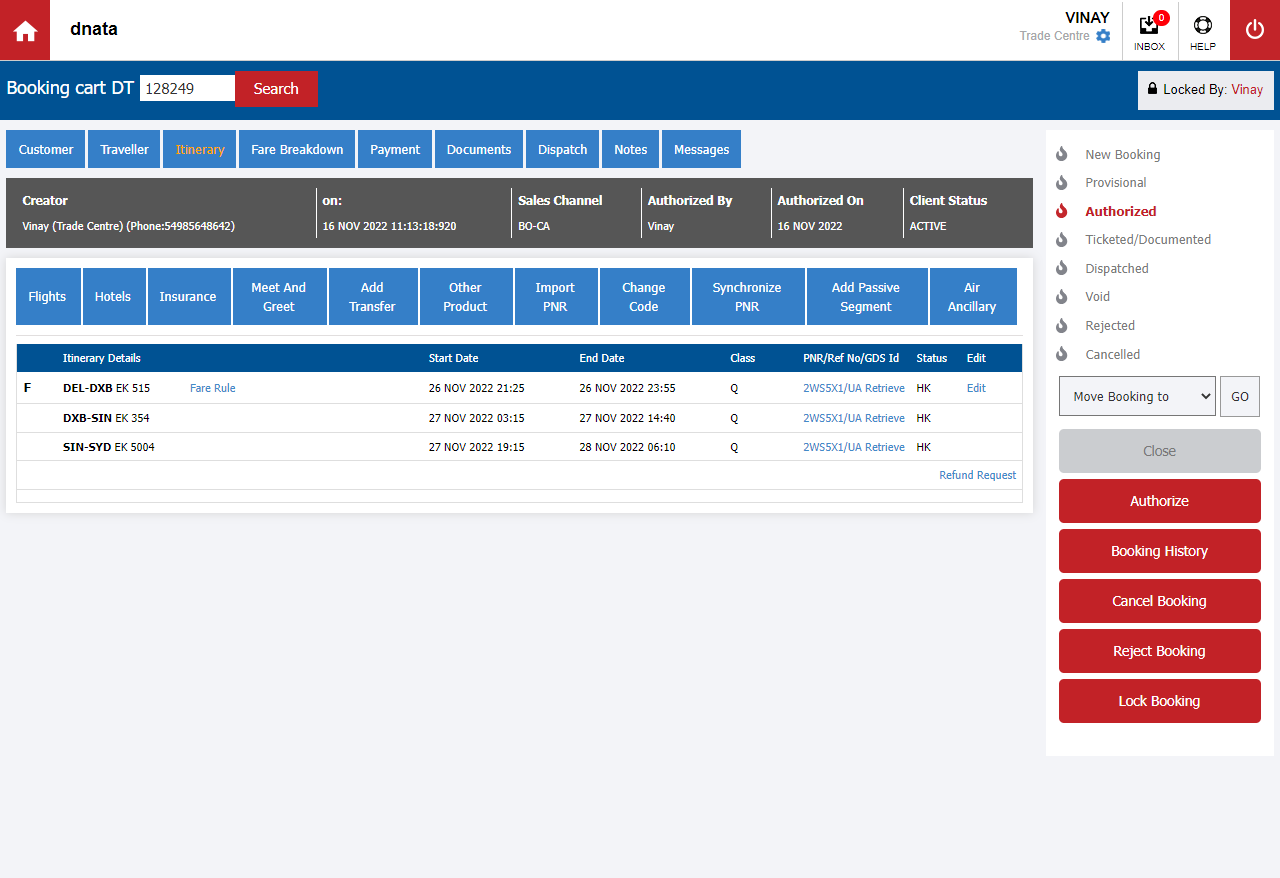 dnata
VINAY
Trade Centre
0
INBOX
HELP
Booking cart DT 128249 Search
Locked By: Vinay
Customer Traveller Itinerary Fare Breakdown Payment Documents Dispatch Notes Messages
Creator on: Sales Channel Authorized By Authorized On Client Status
Vinay (Trade Centre) (Phone:54985648642) 16 NOV 2022 11:13:18:920 BO-CA Vinay 16 NOV 2022 ACTIVE
Flights Hotels Insurance Meet And Greet Add Transfer Other Product Import PNR Change Code Synchronize PNR Add Passive Segment Air Ancillary
Itinerary Details Start Date End Date Class PNR/Ref No/GDS Id Status Edit
F DEL-DXB EK 515 Fare Rule 26 NOV 2022 21:25 26 NOV 2022 23:55 Q 2WS5X1/UA Retrieve HK Edit
DXB-SIN EK 354 27 NOV 2022 03:15 27 NOV 2022 14:40 Q 2WS5X1/UA Retrieve HK
SIN-SYD EK 5004 27 NOV 2022 19:15 28 NOV 2022 06:10 Q 2WS5X1/UA Retrieve HK
Refund Request
New Booking
Provisional
Authorized
Ticketed/Documented
Dispatched
Void
Rejected
Cancelled
Move Booking to GO
Close
Authorize
Booking History
Cancel Booking
Reject Booking
Lock Booking